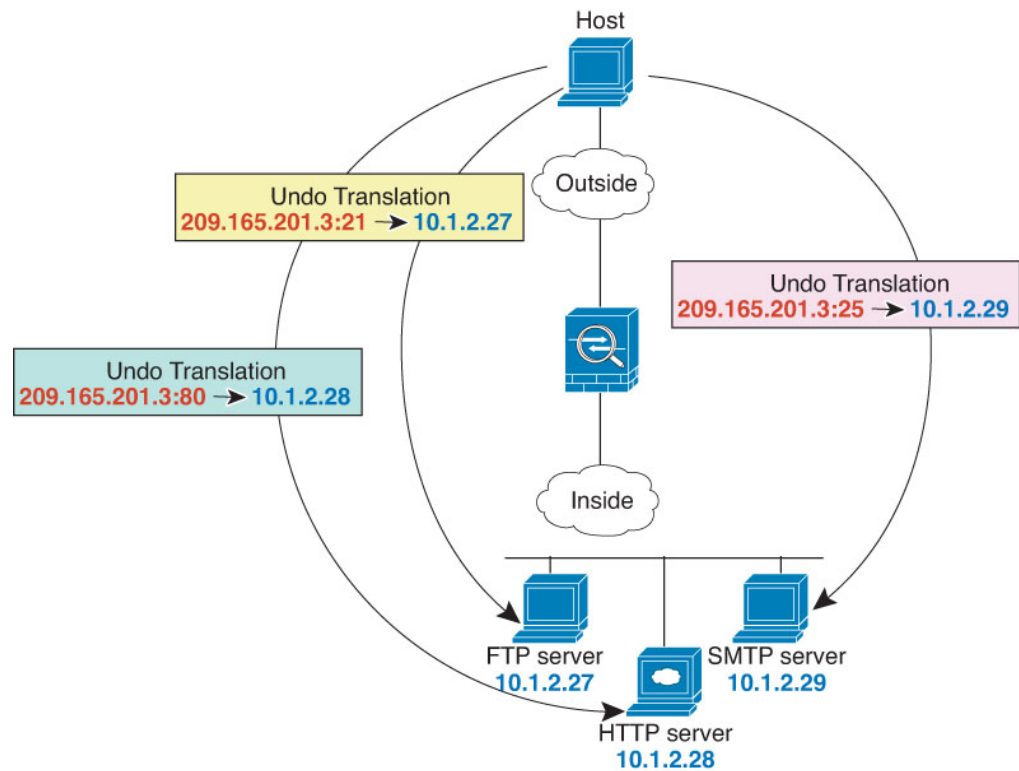 Host
Outside
Undo Translation
209.165.201.3:21 → 10.1.2.27
Undo Translation
209.165.201.3:25 → 10.1.2.29
Undo Translation
209.165.201.3:80 → 10.1.2.28
Inside
FTP server
10.1.2.27
SMTP server
10.1.2.29
HTTP server
10.1.2.28